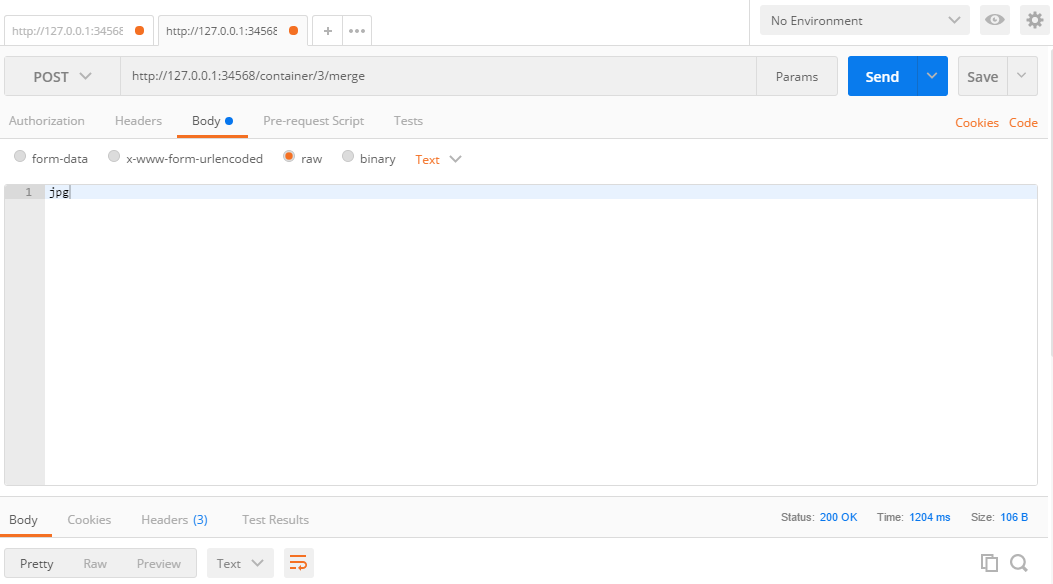 http://127.0.0.1:34568 http://127.0.0.1:34568 + ••• No Environment
POST http://127.0.0.1:34568/container/3/merge Params Send Save
Authorization Headers Body Pre-request Script Tests Cookies Code
form-data x-www-form-urlencoded raw binary Text
1 jpg
Body Cookies Headers (3) Test Results Status: 200 OK Time: 1204 ms Size: 106 B
Pretty Raw Preview Text